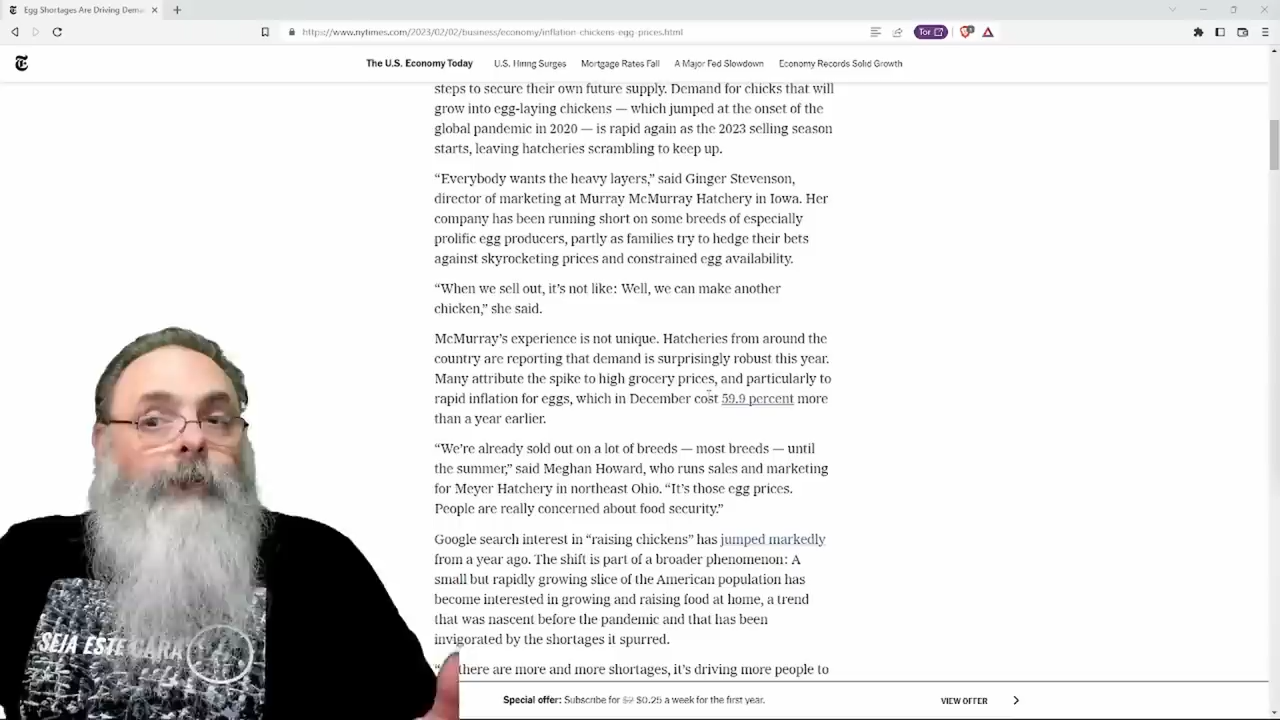 Egg Shortages Are Driving Dema
https://www.nytimes.com/2023/02/02/business/economy/inflation-chickens-egg-prices.html
Tor
The U.S. Economy Today
U.S. Hiring Surges
Mortgage Rates Fall
A Major Fed Slowdown
Economy Records Solid Growth
steps to secure their own future supply. Demand for chicks that will
grow into egg-laying chickens — which jumped at the onset of the
global pandemic in 2020 — is rapid again as the 2023 selling season
starts, leaving hatcheries scrambling to keep up.
“Everybody wants the heavy layers,” said Ginger Stevenson,
director of marketing at Murray McMurray Hatchery in Iowa. Her
company has been running short on some breeds of especially
prolific egg producers, partly as families try to hedge their bets
against skyrocketing prices and constrained egg availability.
“When we sell out, it’s not like: Well, we can make another
chicken,” she said.
McMurray’s experience is not unique. Hatcheries from around the
country are reporting that demand is surprisingly robust this year.
Many attribute the spike to high grocery prices, and particularly to
rapid inflation for eggs, which in December cost 59.9 percent more
than a year earlier.
“We’re already sold out on a lot of breeds — most breeds — until
the summer,” said Meghan Howard, who runs sales and marketing
for Meyer Hatchery in northeast Ohio. “It’s those egg prices.
People are really concerned about food security.”
Google search interest in “raising chickens” has jumped markedly
from a year ago. The shift is part of a broader phenomenon: A
small but rapidly growing slice of the American population has
become interested in growing and raising food at home, a trend
that was nascent before the pandemic and that has been
invigorated by the shortages it spurred.
there are more and more shortages, it’s driving more people to
SEJA ESTE CARA
Special offer: Subscribe for $2 $0.25 a week for the first year.
VIEW OFFER